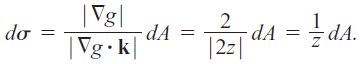 dσ = |∇g| / |∇g · k| dA = 2 / |2z| dA = 1 / z dA.